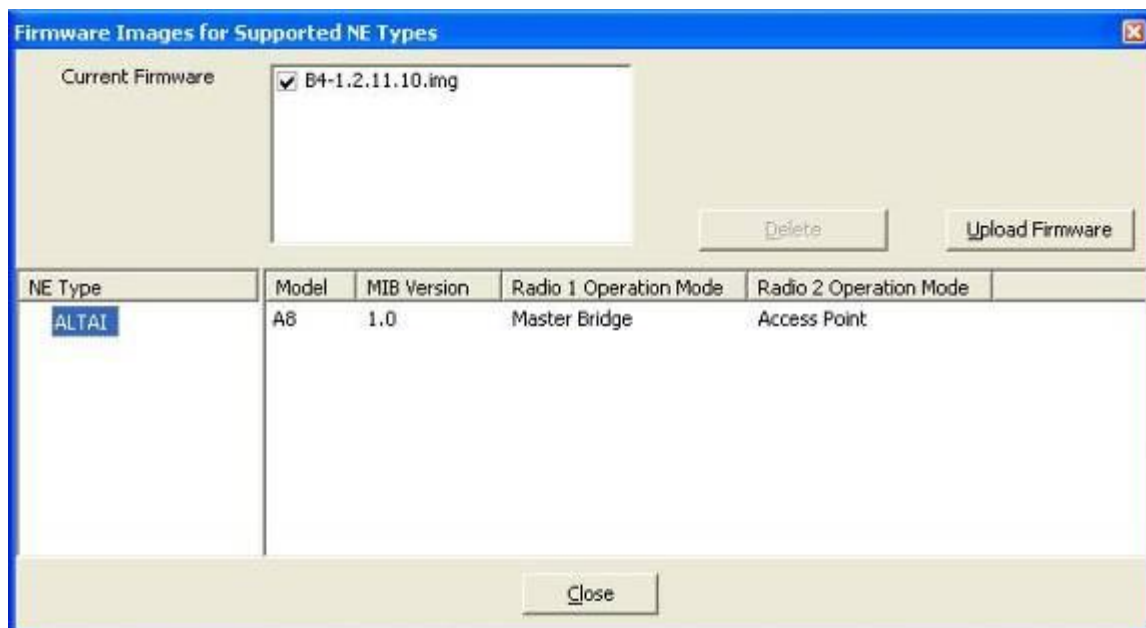 Firmware Images for Supported NE Types
Current Firmware
B4-1.2.11.10.img
Delete
Upload Firmware
NE Type
Model
MIB Version
Radio 1 Operation Mode
Radio 2 Operation Mode
ALTAI
A8
1.0
Master Bridge
Access Point
Close